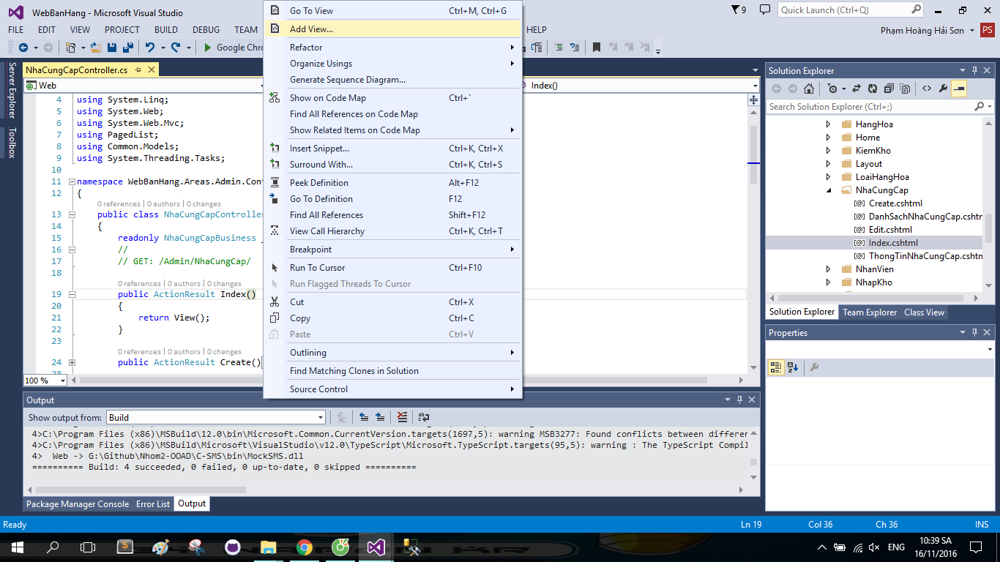 WebBanHang - Microsoft Visual Studio
9
Quick Launch (Ctrl+Q)
FILE EDIT VIEW PROJECT BUILD DEBUG TEAM
HELP
Phạm Hoàng Hải Sơn
PS
Google Chro
Server Explorer
Toolbox
NhaCungCapController.cs
Web
Index()
4 using System.Linq;
5 using System.Web;
6 using System.Web.Mvc;
7 using PagedList;
8 using Common.Models;
9 using System.Threading.Tasks;
10
11 namespace WebBanHang.Areas.Admin.Cont
12 {
0 references | 0 authors | 0 changes
13 public class NhaCungCapController
14 {
15 readonly NhaCungCapBusiness _
16 //
17 // GET: /Admin/NhaCungCap/
18
0 references | 0 authors | 0 changes
19 public ActionResult Index()
20 {
21 return View();
22 }
23
0 references | 0 authors | 0 changes
24 public ActionResult Create()
100 %
Go To View Ctrl+M, Ctrl+G
Add View...
Refactor
Organize Usings
Generate Sequence Diagram...
Show on Code Map Ctrl+`
Find All References on Code Map
Show Related Items on Code Map
Insert Snippet... Ctrl+K, Ctrl+X
Surround With... Ctrl+K, Ctrl+S
Peek Definition Alt+F12
Go To Definition F12
Find All References Shift+F12
View Call Hierarchy Ctrl+K, Ctrl+T
Breakpoint
Run To Cursor Ctrl+F10
Run Flagged Threads To Cursor
Cut Ctrl+X
Copy Ctrl+C
Paste Ctrl+V
Outlining
Find Matching Clones in Solution
Source Control
Solution Explorer
Search Solution Explorer (Ctrl+;)
HangHoa
Home
KiemKho
Layout
LoaiHangHoa
NhaCungCap
Create.cshtml
DanhSachNhaCungCap.cshtm
Edit.cshtml
Index.cshtml
ThongTinNhaCungCap.cshtm
NhanVien
NhapKho
Solution Explorer Team Explorer Class View
Properties
Output
Show output from: Build
4>C:\Program Files (x86)\MSBuild\12.0\bin\Microsoft.Common.CurrentVersion.targets(1697,5): warning MSB3277: Found conflicts between differen
4>C:\Program Files (x86)\MSBuild\Microsoft\VisualStudio\v12.0\TypeScript\Microsoft.TypeScript.targets(95,5): warning : The TypeScript Compil
4> Web -> G:\Github\Nhom2-OOAD\C-SMS\bin\MockSMS.dll
========== Build: 4 succeeded, 0 failed, 0 up-to-date, 0 skipped ==========
Package Manager Console Error List Output
Ready
Ln 19 Col 36 Ch 36 INS
ENG
10:39 SA
16/11/2016